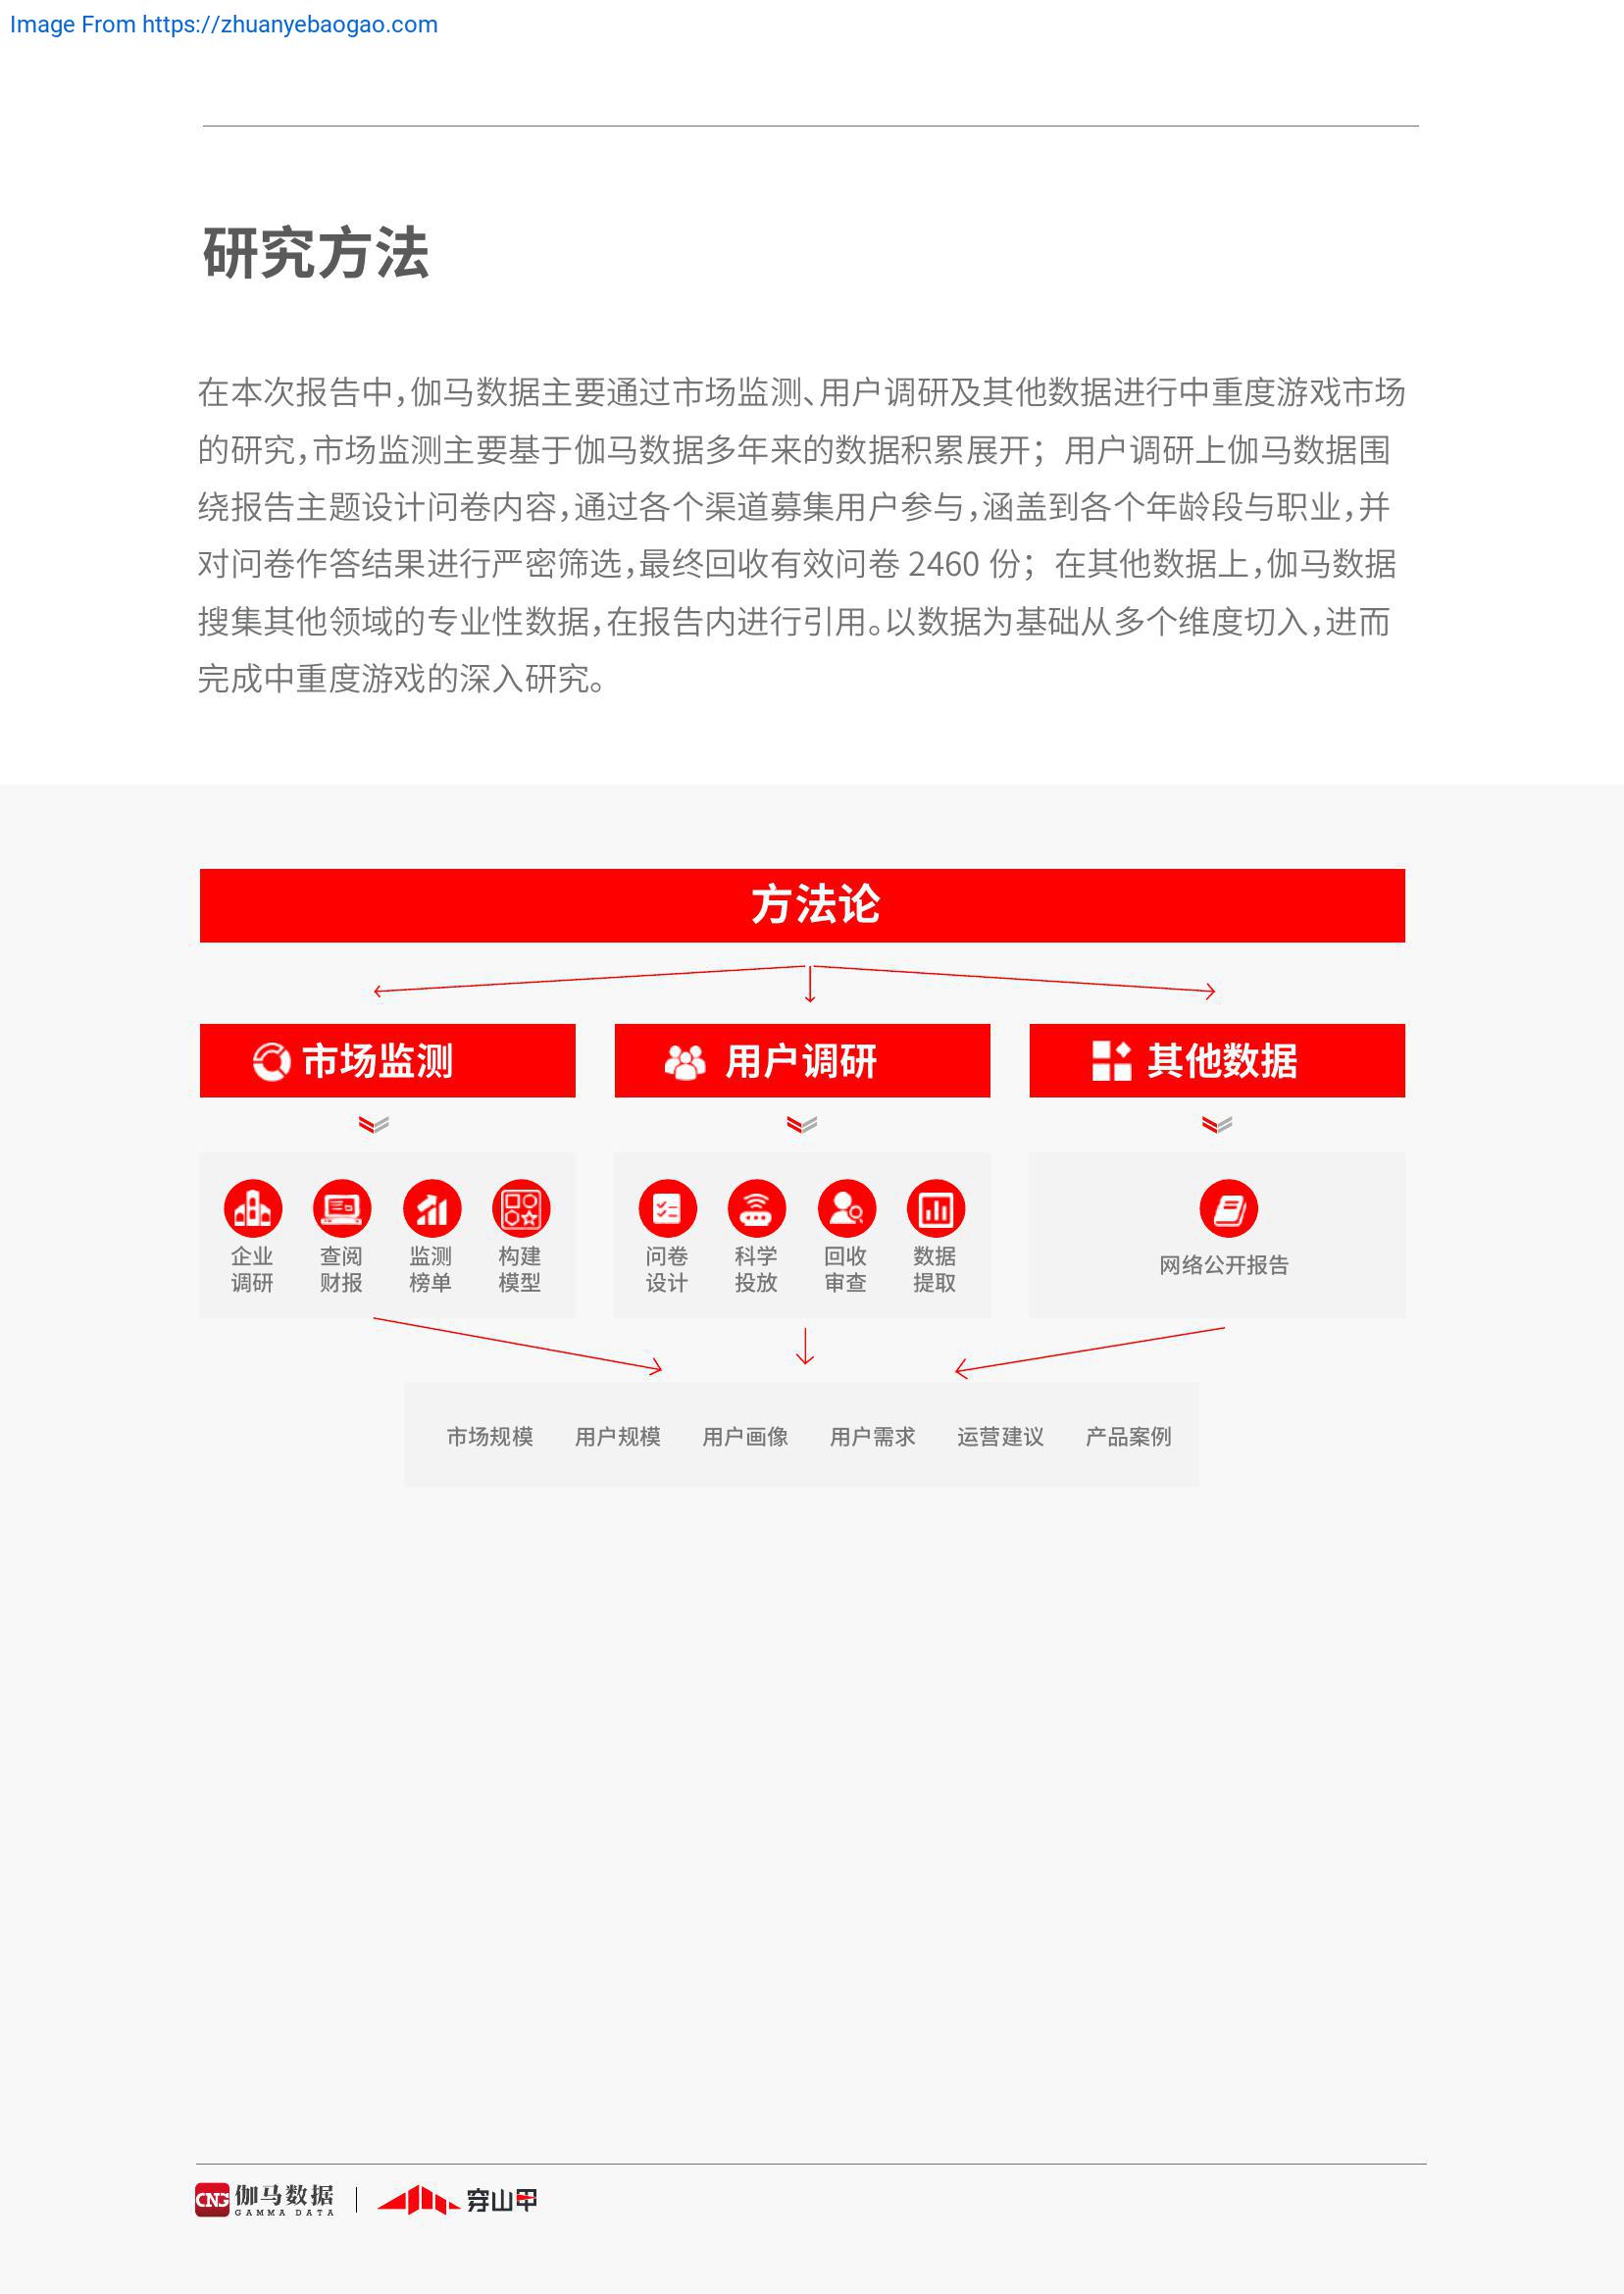 Image From https://zhuanyebaogao.com
研究方法
在本次报告中，伽马数据主要通过市场监测、用户调研及其他数据进行中重度游戏市场
的研究，市场监测主要基于伽马数据多年来的数据积累展开；用户调研上伽马数据围
绕报告主题设计问卷内容，通过各个渠道募集用户参与，涵盖到各个年龄段与职业，并
对问卷作答结果进行严密筛选，最终回收有效问卷 2460 份；在其他数据上，伽马数据
搜集其他领域的专业性数据，在报告内进行引用。以数据为基础从多个维度切入，进而
完成中重度游戏的深入研究。
方法论
市场监测
用户调研
其他数据
企业
调研
查阅
财报
监测
榜单
构建
模型
问卷
设计
科学
投放
回收
审查
数据
提取
网络公开报告
市场规模 用户规模 用户画像 用户需求 运营建议 产品案例
CNG 伽马数据
GAMMA DATA
穿山甲